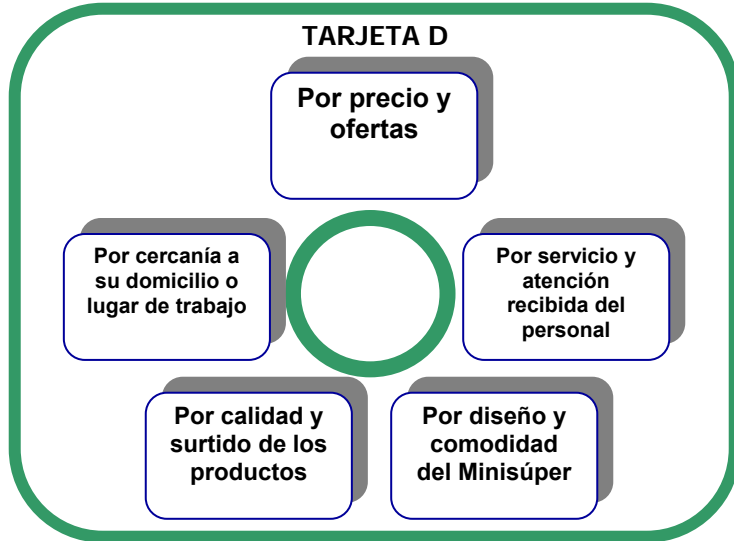 TARJETA D
Por precio y
ofertas
Por cercanía a
su domicilio o
lugar de trabajo
Por servicio y
atención
recibida del
personal
Por calidad y
surtido de los
productos
Por diseño y
comodidad
del Minisúper